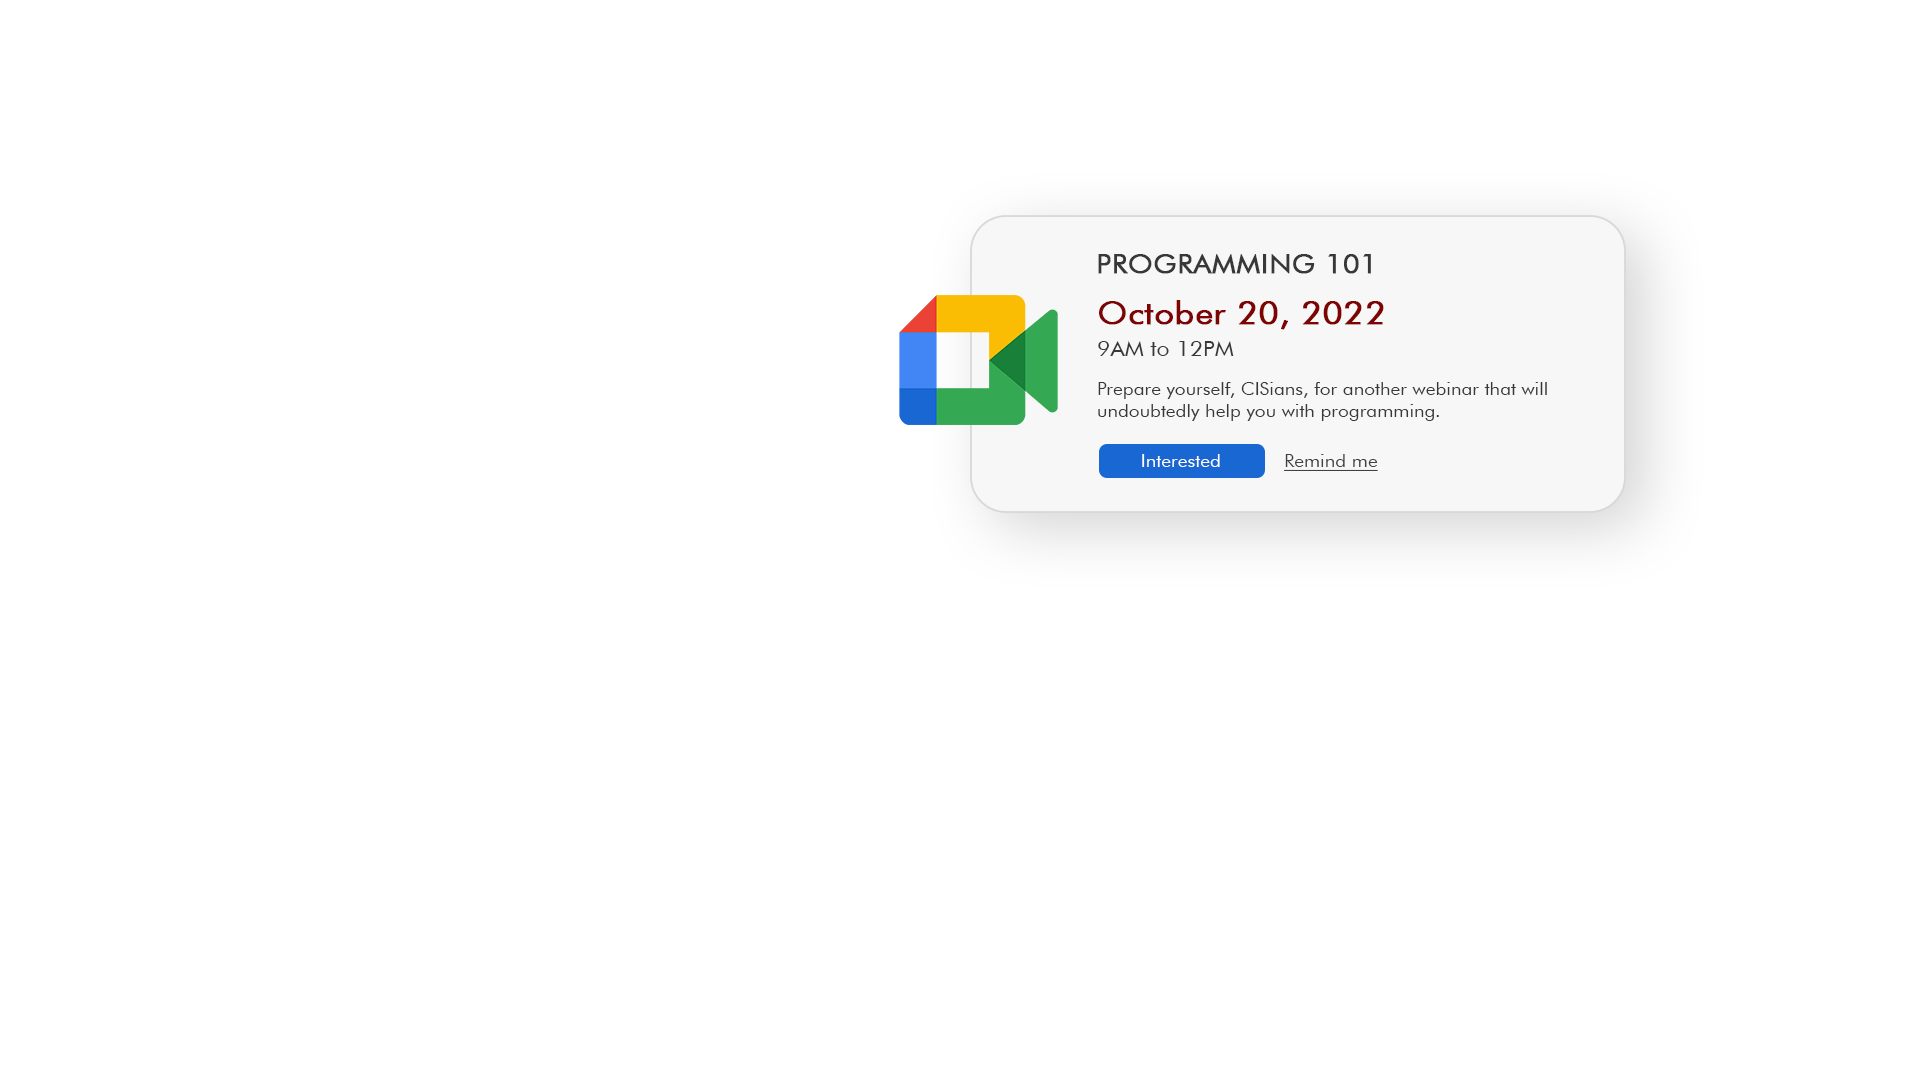 PROGRAMMING 101
October 20, 2022
9AM to 12PM
Prepare yourself, CISians, for another webinar that will
undoubtedly help you with programming.
Interested
Remind me